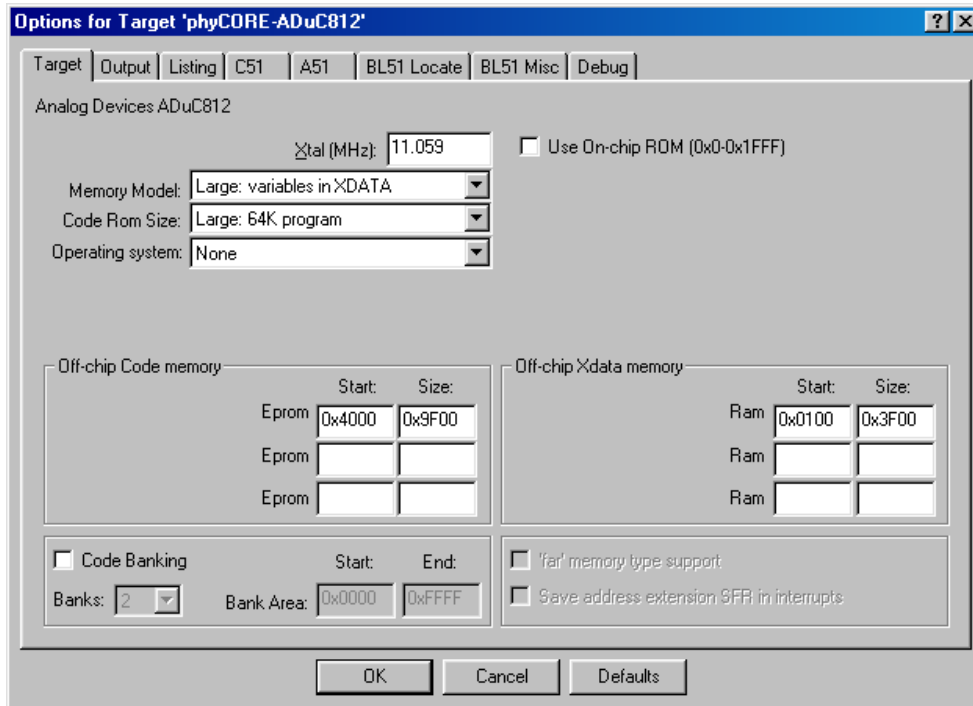 Options for Target 'phyCORE-ADuC812'
Target Output Listing C51 A51 BL51 Locate BL51 Misc Debug
Analog Devices ADuC812
Xtal (MHz): 11.059 Use On-chip ROM (0x0-0x1FFF)
Memory Model: Large: variables in XDATA
Code Rom Size: Large: 64K program
Operating system: None
Off-chip Code memory
Start: Size:
Eprom 0x4000 0x9F00
Eprom
Eprom
Off-chip Xdata memory
Start: Size:
Ram 0x0100 0x3F00
Ram
Ram
Code Banking Start: End:
Banks: 2 Bank Area: 0x0000 0xFFFF
'far' memory type support
Save address extension SFR in interrupts
OK Cancel Defaults